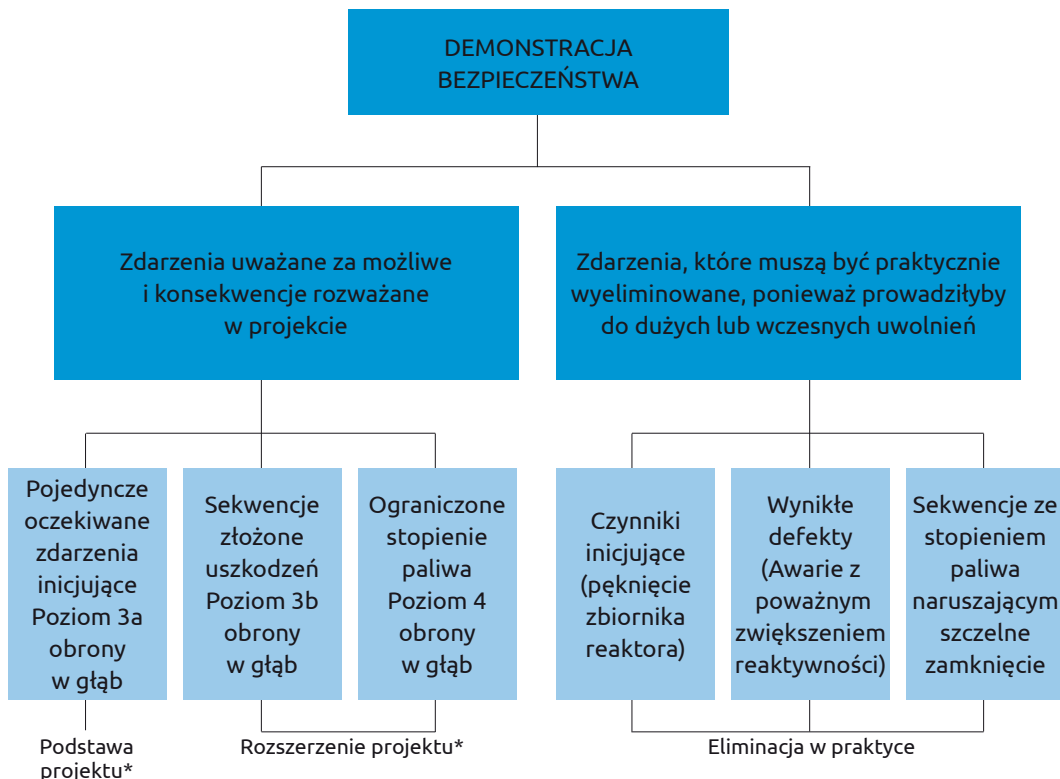 DEMONSTRACJA
BEZPIECZEŃSTWA
Zdarzenia uważane za możliwe
i konsekwencje rozważane
w projekcie
Zdarzenia, które muszą być praktycznie
wyeliminowane, ponieważ prowadziłyby
do dużych lub wczesnych uwolnień
Pojedyncze
oczekiwane
zdarzenia
inicjujące
Poziom 3a
obrony
w głąb
Sekwencje
złożone
uszkodzeń
Poziom 3b
obrony
w głąb
Ograniczone
stopienie
paliwa
Poziom 4
obrony
w głąb
Czynniki
inicjujące
(pęknięcie
zbiornika
reaktora)
Wynikłe
defekty
(Awarie z
poważnym
zwiększeniem
reaktywności)
Sekwencje ze
stopieniem
paliwa
naruszającym
szczelne
zamknięcie
Podstawa
projektu*
Rozszerzenie projektu*
Eliminacja w praktyce